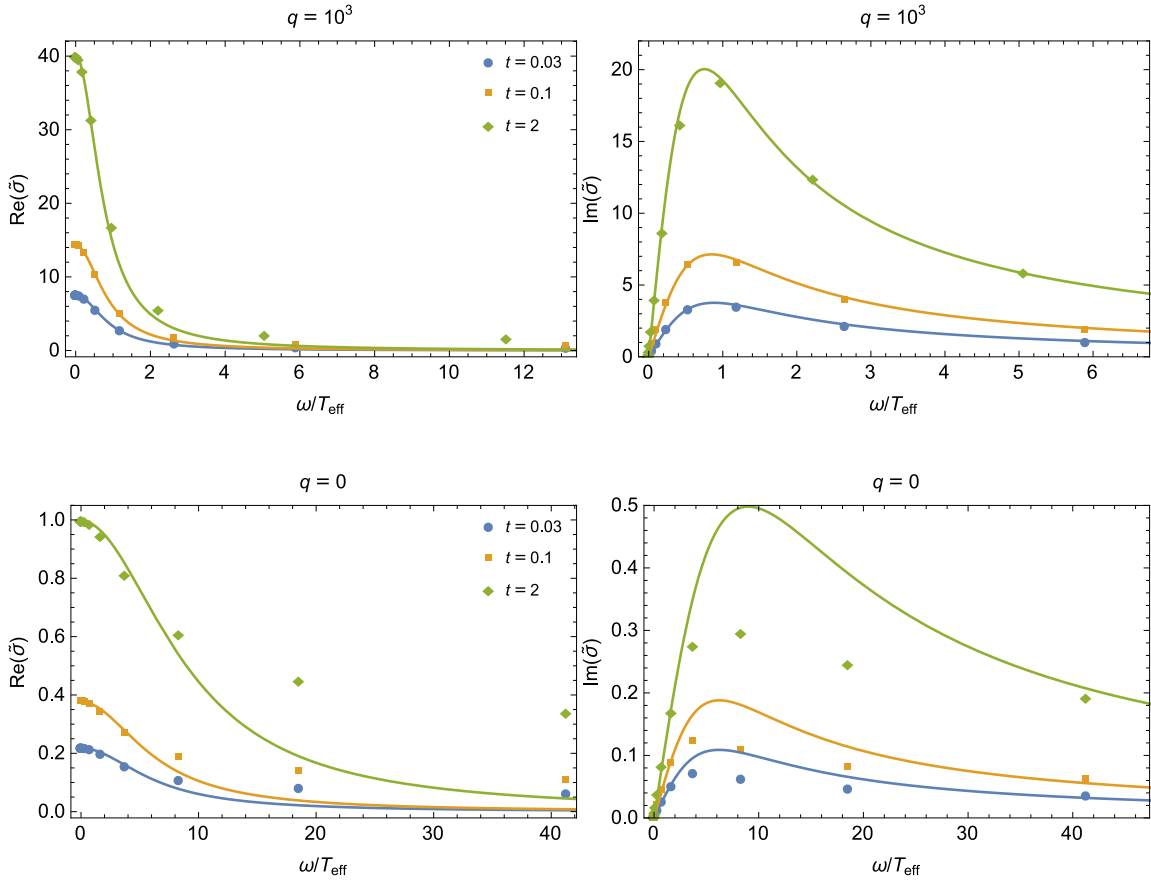 q = 10³
q = 10³
Re(σ̃)
40
30
20
10
0
t = 0.03
t = 0.1
t = 2
0 2 4 6 8 10 12
ω/T_eff
Im(σ̃)
20
15
10
5
0
0 1 2 3 4 5 6
ω/T_eff
q = 0
q = 0
Re(σ̃)
1.0
0.8
0.6
0.4
0.2
0.0
t = 0.03
t = 0.1
t = 2
0 10 20 30 40
ω/T_eff
Im(σ̃)
0.5
0.4
0.3
0.2
0.1
0.0
0 10 20 30 40
ω/T_eff